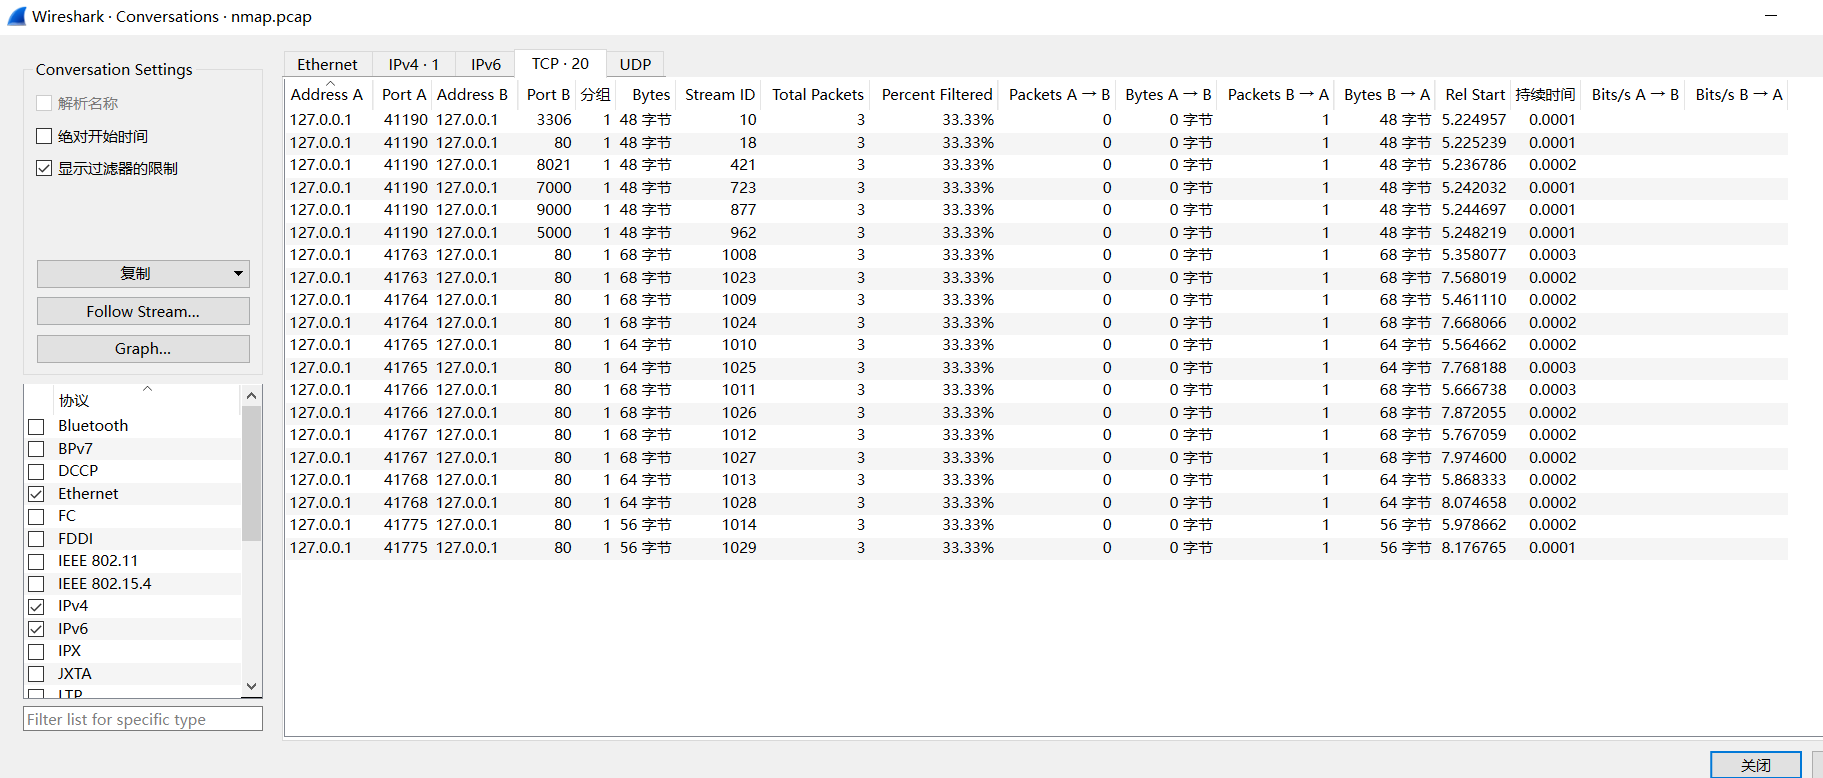 Wireshark · Conversations · nmap.pcap
Conversation Settings
解析名称
绝对开始时间
显示过滤器的限制
复制
Follow Stream...
Graph...
协议
Bluetooth
BPv7
DCCP
Ethernet
FC
FDDI
IEEE 802.11
IEEE 802.15.4
IPv4
IPv6
IPX
JXTA
LTP
Filter list for specific type
Ethernet IPv4 · 1 IPv6 TCP · 20 UDP
Address A Port A Address B Port B 分组 Bytes Stream ID Total Packets Percent Filtered Packets A → B Bytes A → B Packets B → A Bytes B → A Rel Start 持续时间 Bits/s A → B Bits/s B → A
127.0.0.1 41190 127.0.0.1 3306 1 48 字节 10 3 33.33% 0 0 字节 1 48 字节 5.224957 0.0001
127.0.0.1 41190 127.0.0.1 80 1 48 字节 18 3 33.33% 0 0 字节 1 48 字节 5.225239 0.0001
127.0.0.1 41190 127.0.0.1 8021 1 48 字节 421 3 33.33% 0 0 字节 1 48 字节 5.236786 0.0002
127.0.0.1 41190 127.0.0.1 7000 1 48 字节 723 3 33.33% 0 0 字节 1 48 字节 5.242032 0.0001
127.0.0.1 41190 127.0.0.1 9000 1 48 字节 877 3 33.33% 0 0 字节 1 48 字节 5.244697 0.0001
127.0.0.1 41190 127.0.0.1 5000 1 48 字节 962 3 33.33% 0 0 字节 1 48 字节 5.248219 0.0001
127.0.0.1 41763 127.0.0.1 80 1 68 字节 1008 3 33.33% 0 0 字节 1 68 字节 5.358077 0.0003
127.0.0.1 41763 127.0.0.1 80 1 68 字节 1023 3 33.33% 0 0 字节 1 68 字节 7.568019 0.0002
127.0.0.1 41764 127.0.0.1 80 1 68 字节 1009 3 33.33% 0 0 字节 1 68 字节 5.461110 0.0002
127.0.0.1 41764 127.0.0.1 80 1 68 字节 1024 3 33.33% 0 0 字节 1 68 字节 7.668066 0.0002
127.0.0.1 41765 127.0.0.1 80 1 64 字节 1010 3 33.33% 0 0 字节 1 64 字节 5.564662 0.0002
127.0.0.1 41765 127.0.0.1 80 1 64 字节 1025 3 33.33% 0 0 字节 1 64 字节 7.768188 0.0003
127.0.0.1 41766 127.0.0.1 80 1 68 字节 1011 3 33.33% 0 0 字节 1 68 字节 5.666738 0.0003
127.0.0.1 41766 127.0.0.1 80 1 68 字节 1026 3 33.33% 0 0 字节 1 68 字节 7.872055 0.0002
127.0.0.1 41767 127.0.0.1 80 1 68 字节 1012 3 33.33% 0 0 字节 1 68 字节 5.767059 0.0002
127.0.0.1 41767 127.0.0.1 80 1 68 字节 1027 3 33.33% 0 0 字节 1 68 字节 7.974600 0.0002
127.0.0.1 41768 127.0.0.1 80 1 64 字节 1013 3 33.33% 0 0 字节 1 64 字节 5.868333 0.0002
127.0.0.1 41768 127.0.0.1 80 1 64 字节 1028 3 33.33% 0 0 字节 1 64 字节 8.074658 0.0002
127.0.0.1 41775 127.0.0.1 80 1 56 字节 1014 3 33.33% 0 0 字节 1 56 字节 5.978662 0.0002
127.0.0.1 41775 127.0.0.1 80 1 56 字节 1029 3 33.33% 0 0 字节 1 56 字节 8.176765 0.0001
关闭